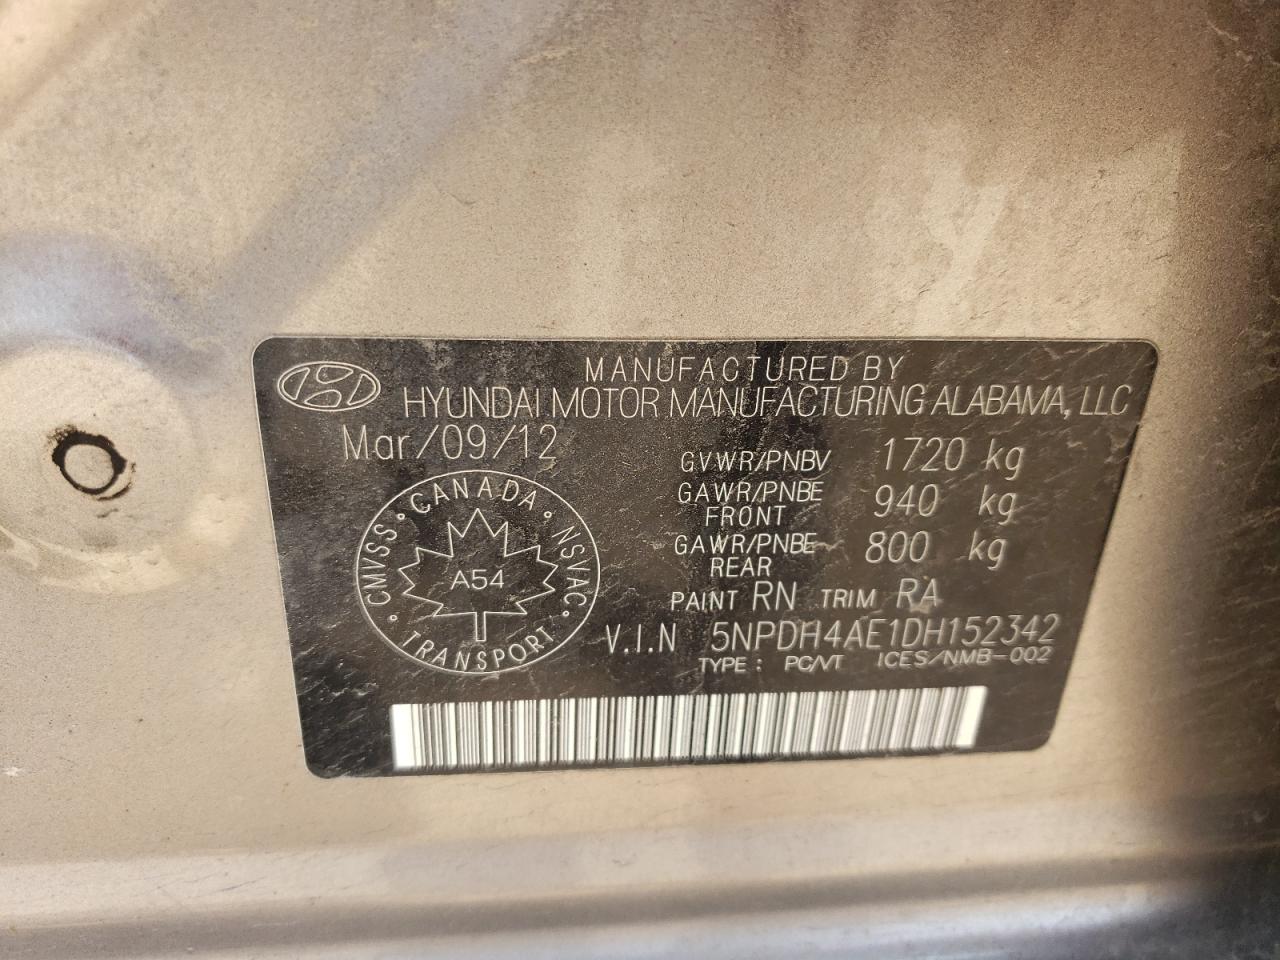 MANUFACTURED BY
HYUNDAI MOTOR MANUFACTURING ALABAMA, LLC
Mar/09/12
GVWR/PNBV 1720 kg
GAWR/PNBE FRONT 940 kg
GAWR/PNBE REAR 800 kg
PAINT RN TRIM RA
V.I.N 5NPDH4AE1DH152342
TYPE: PC/VT ICES/NMB-002
CANADA · NSVAC · TRANSPORT · CMVSS ·
A54